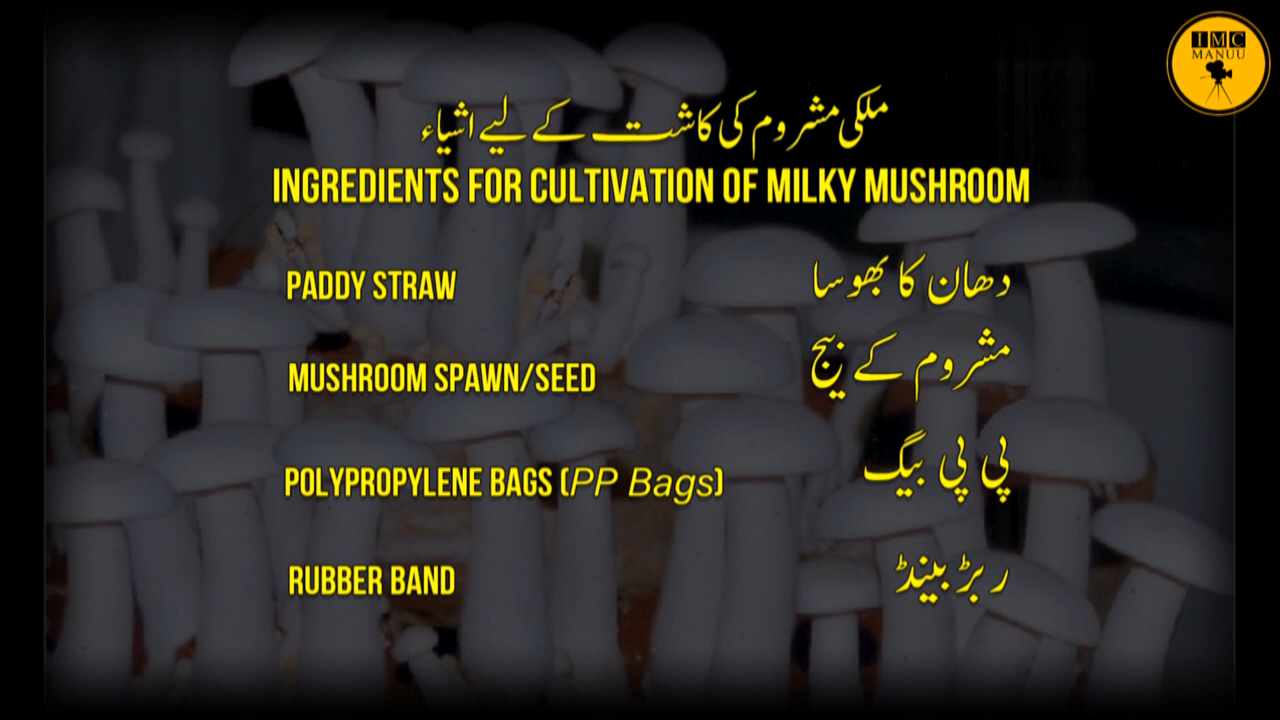 IMC
MANUU
ملکی مشروم کی کاشت کے لیے اشیاء
INGREDIENTS FOR CULTIVATION OF MILKY MUSHROOM
PADDY STRAW دھان کا بھوسا
MUSHROOM SPAWN/SEED مشروم کے بیج
POLYPROPYLENE BAGS (PP Bags) پی پی بیگ
RUBBER BAND ربڑ بینڈ